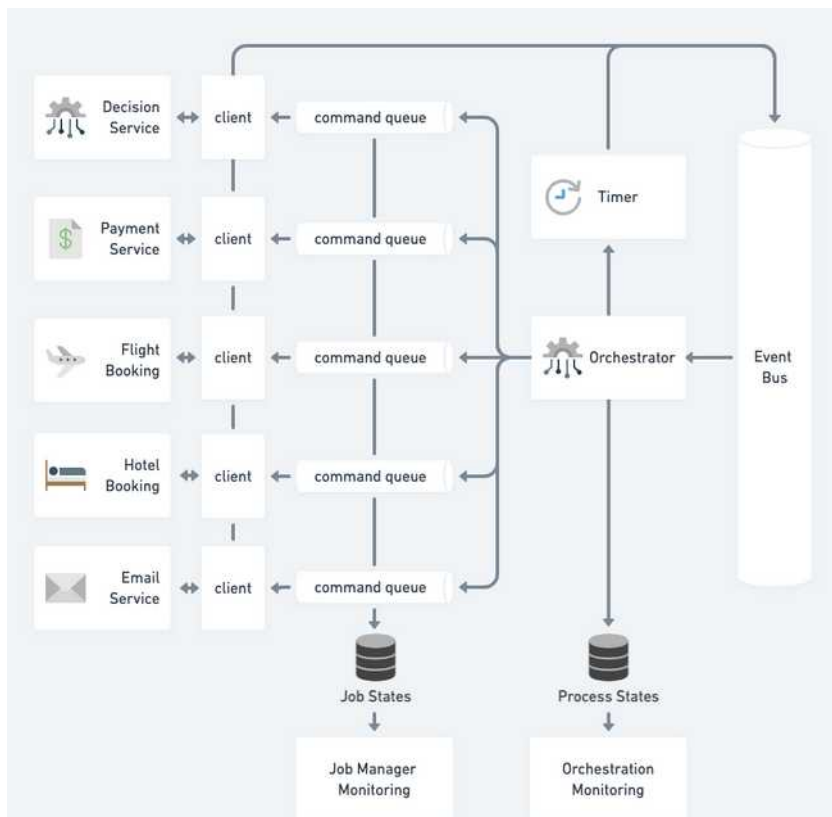 Decision
Service
client
command queue
Payment
Service
client
command queue
Timer
Flight
Booking
client
command queue
Orchestrator
Event
Bus
Hotel
Booking
client
command queue
Email
Service
client
command queue
Job States
Process States
Job Manager
Monitoring
Orchestration
Monitoring